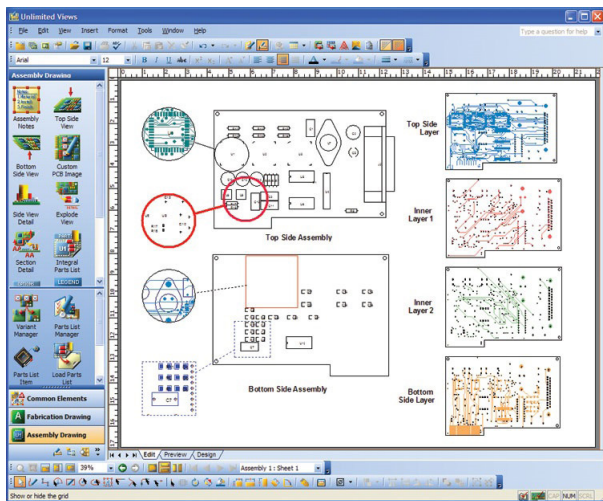 Unlimited Views
File Edit View Insert Format Tools Window Help
Type a question for help
Arial
12
Assembly Drawing
Assembly Notes
Top Side View
Bottom Side View
Custom PCB Image
Side View Detail
Explode View
Section Detail
Integral Parts List
LEGEND
Variant Manager
Parts List Manager
Parts List Item
Load Parts List
Common Elements
Fabrication Drawing
Assembly Drawing
Top Side Assembly
Bottom Side Assembly
Top Side
Layer
Inner
Layer 1
Inner
Layer 2
Bottom
Side Layer
Edit Preview Design
39%
Assembly 1: Sheet 1
Show or hide the grid
CAP NUM SCRL